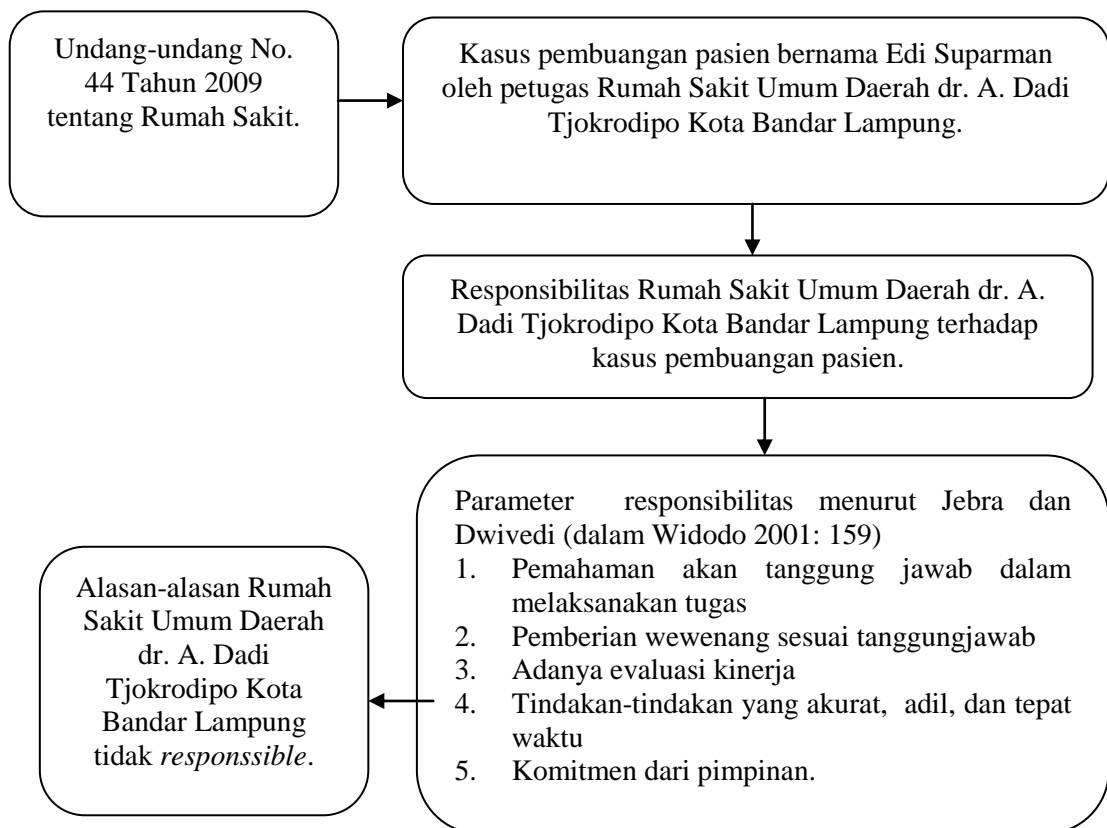 Undang-undang No.
44 Tahun 2009
tentang Rumah Sakit.
Kasus pembuangan pasien bernama Edi Suparman
oleh petugas Rumah Sakit Umum Daerah dr. A. Dadi
Tjokrodipo Kota Bandar Lampung.
Responsibilitas Rumah Sakit Umum Daerah dr. A.
Dadi Tjokrodipo Kota Bandar Lampung terhadap
kasus pembuangan pasien.
Parameter responsibilitas menurut Jebra dan
Dwivedi (dalam Widodo 2001: 159)
1. Pemahaman akan tanggung jawab dalam
melaksanakan tugas
2. Pemberian wewenang sesuai tanggungjawab
3. Adanya evaluasi kinerja
4. Tindakan-tindakan yang akurat, adil, dan tepat
waktu
5. Komitmen dari pimpinan.
Alasan-alasan Rumah
Sakit Umum Daerah
dr. A. Dadi
Tjokrodipo Kota
Bandar Lampung
tidak responssible.